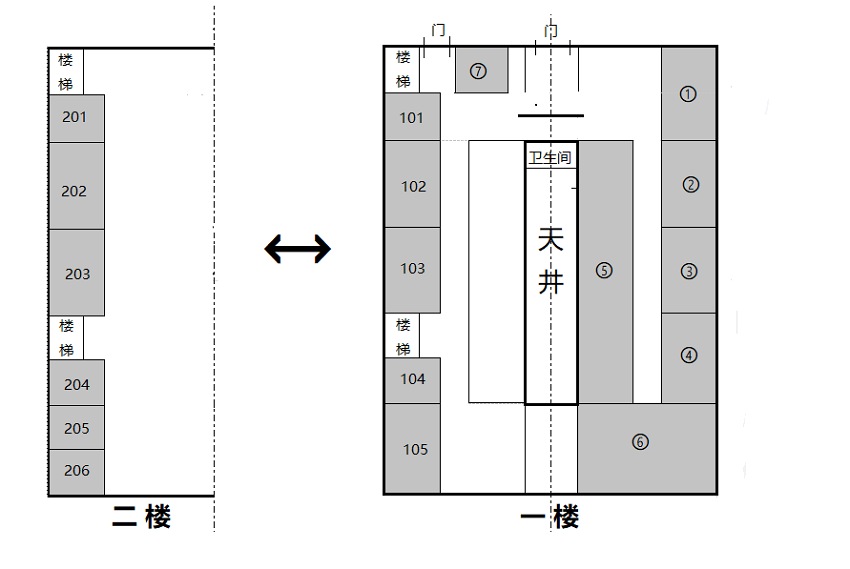 门
门
楼
梯
201
202
203
楼
梯
204
205
206
二楼
楼
梯
⑦
①
101
卫生间
102
②
天
井
103
⑤
③
楼
梯
④
104
105
⑥
一楼